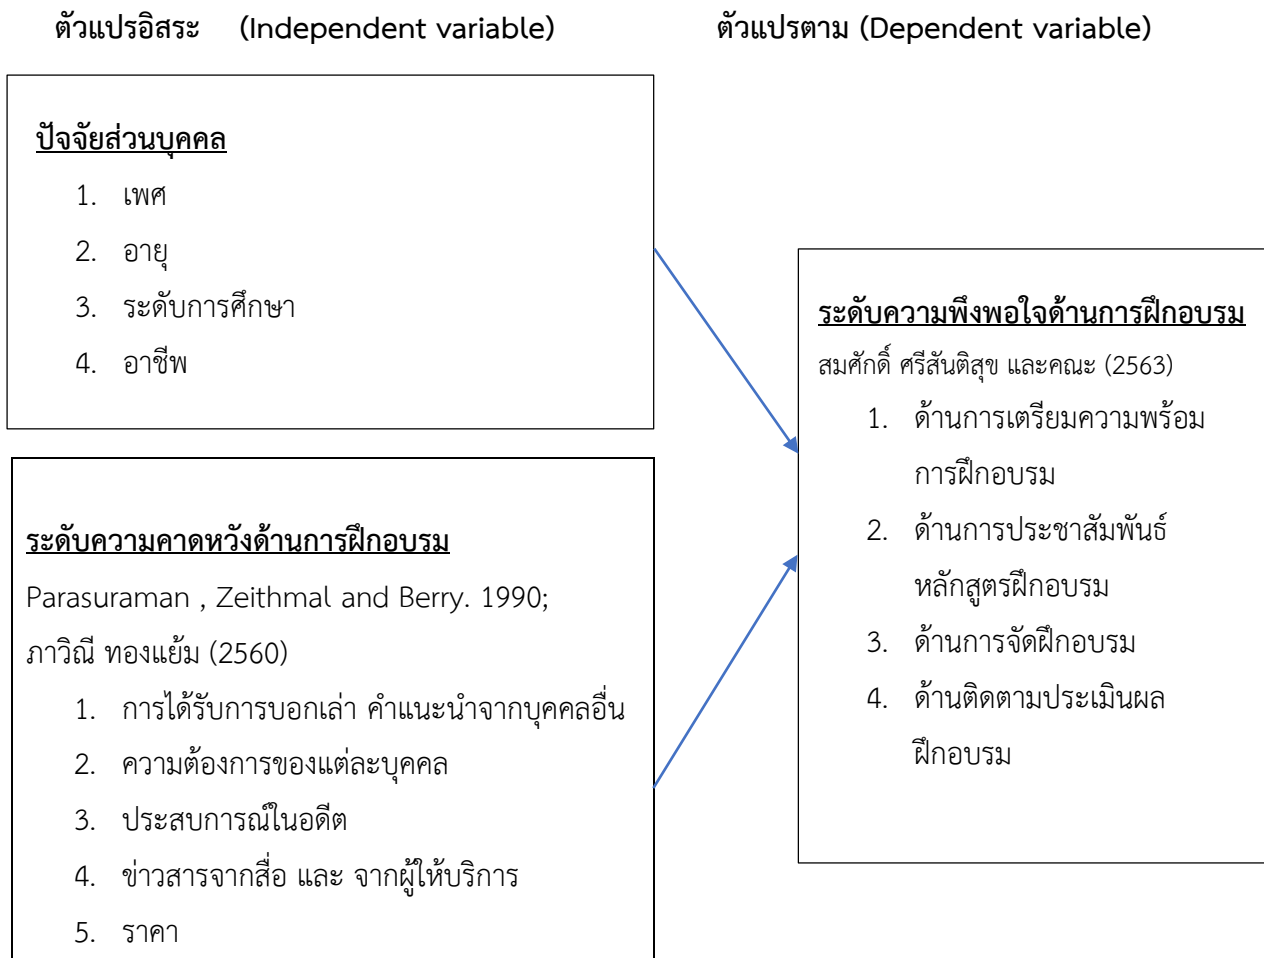 ตัวแปรอิสระ (Independent variable)
ตัวแปรตาม (Dependent variable)
ปัจจัยส่วนบุคคล
1. เพศ
2. อายุ
3. ระดับการศึกษา
4. อาชีพ
ระดับความคาดหวังด้านการฝึกอบรม
Parasuraman , Zeithmal and Berry. 1990;
ภาวิณี ทองแย้ม (2560)
1. การได้รับการบอกเล่า คำแนะนำจากบุคคลอื่น
2. ความต้องการของแต่ละบุคคล
3. ประสบการณ์ในอดีต
4. ข่าวสารจากสื่อ และ จากผู้ให้บริการ
5. ราคา
ระดับความพึงพอใจด้านการฝึกอบรม
สมศักดิ์ ศรีสันติสุข และคณะ (2563)
1. ด้านการเตรียมความพร้อม
การฝึกอบรม
2. ด้านการประชาสัมพันธ์
หลักสูตรฝึกอบรม
3. ด้านการจัดฝึกอบรม
4. ด้านติดตามประเมินผล
ฝึกอบรม